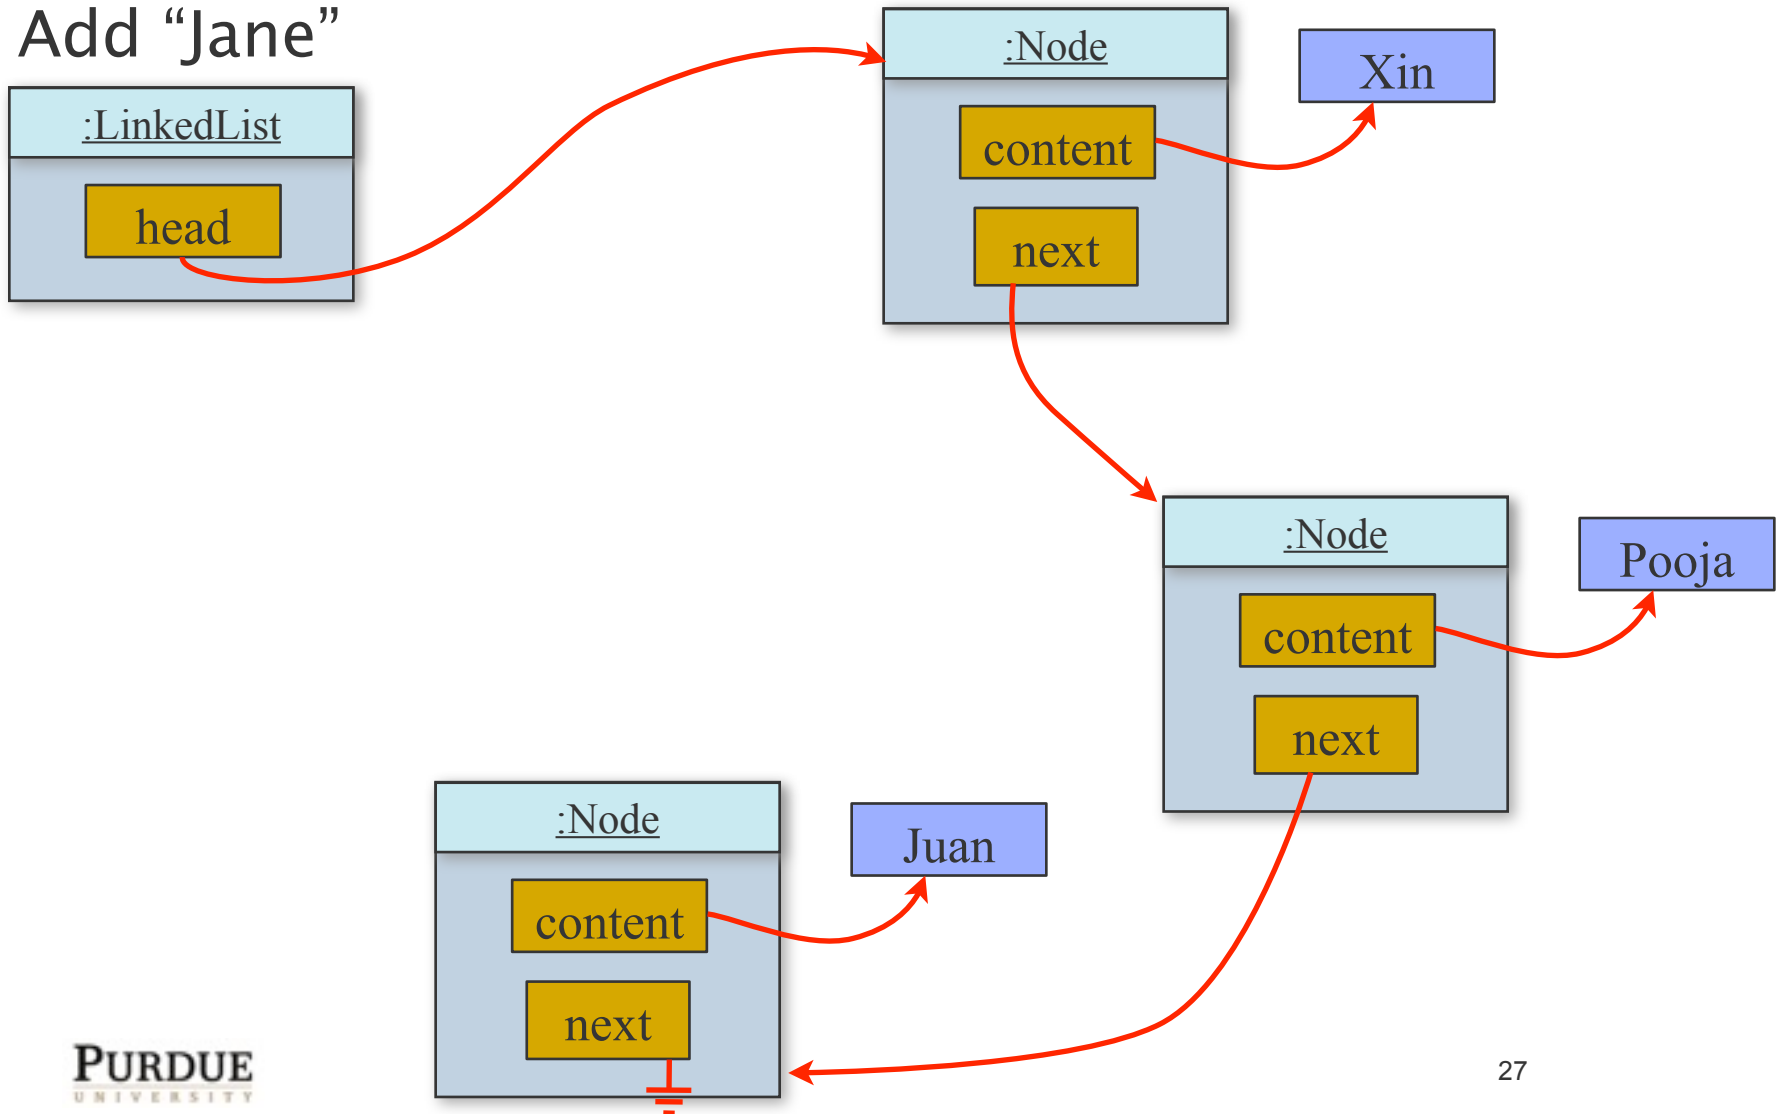 Add “Jane”
:LinkedList
head
:Node
content
next
Xin
:Node
content
next
Pooja
:Node
content
next
Juan
PURDUE
UNIVERSITY
27